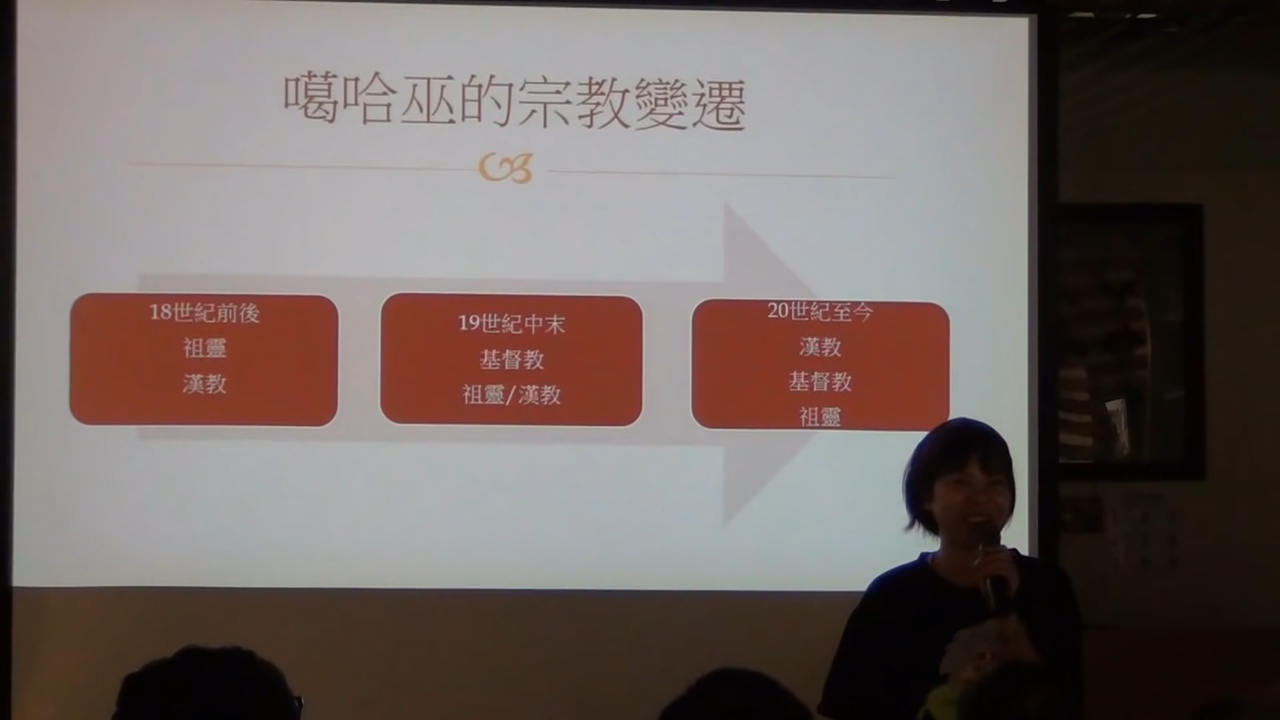 噶哈巫的宗教變遷
18世紀前後
祖靈
漢教
19世紀中末
基督教
祖靈/漢教
20世紀至今
漢教
基督教
祖靈